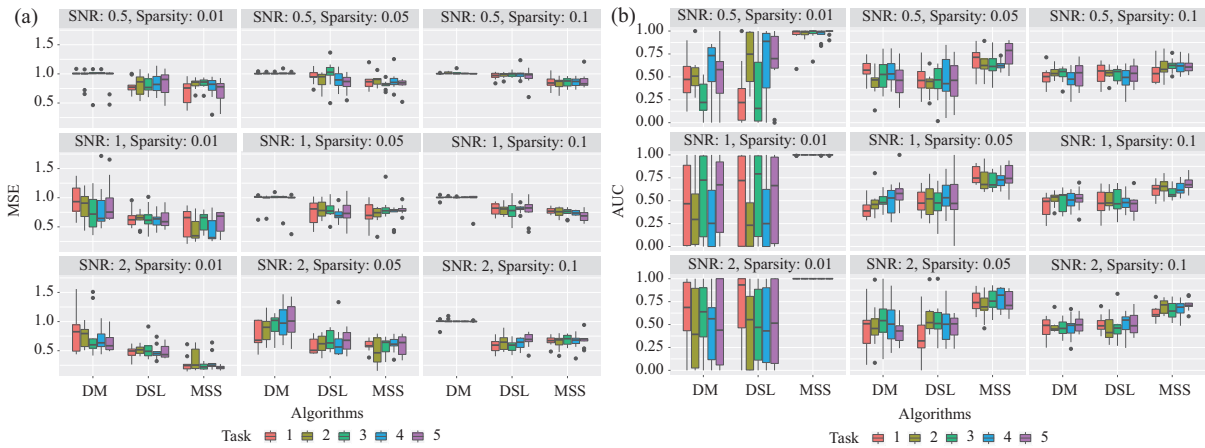 (a)
SNR: 0.5, Sparsity: 0.01
SNR: 0.5, Sparsity: 0.05
SNR: 0.5, Sparsity: 0.1
1.5
1.0
0.5
SNR: 1, Sparsity: 0.01
SNR: 1, Sparsity: 0.05
SNR: 1, Sparsity: 0.1
1.5
1.0
0.5
MSE
SNR: 2, Sparsity: 0.01
SNR: 2, Sparsity: 0.05
SNR: 2, Sparsity: 0.1
1.5
1.0
0.5
DM DSL MSS DM DSL MSS DM DSL MSS
Algorithms
Task 1 2 3 4 5
(b)
SNR: 0.5, Sparsity: 0.01
SNR: 0.5, Sparsity: 0.05
SNR: 0.5, Sparsity: 0.1
1.00
0.75
0.50
0.25
0.00
SNR: 1, Sparsity: 0.01
SNR: 1, Sparsity: 0.05
SNR: 1, Sparsity: 0.1
1.00
0.75
0.50
0.25
0.00
AUC
SNR: 2, Sparsity: 0.01
SNR: 2, Sparsity: 0.05
SNR: 2, Sparsity: 0.1
1.00
0.75
0.50
0.25
0.00
DM DSL MSS DM DSL MSS DM DSL MSS
Algorithms
Task 1 2 3 4 5